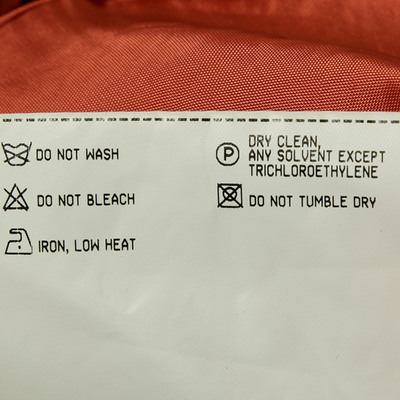 DO NOT WASH
DO NOT BLEACH
IRON, LOW HEAT
P
DRY CLEAN,
ANY SOLVENT EXCEPT
TRICHLOROETHYLENE
DO NOT TUMBLE DRY